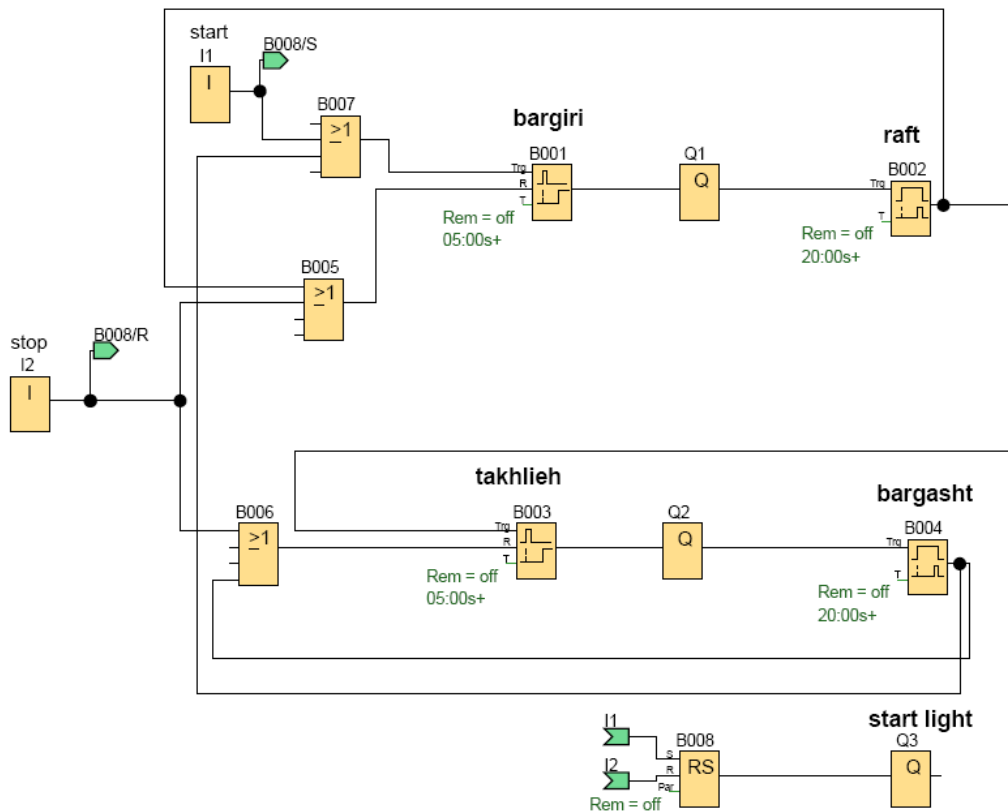 start
I1
I
B008/S
B007
>1
bargiri
B001
Trg
R
T
Rem = off
05:00s+
Q1
Q
raft
B002
Trg
T
Rem = off
20:00s+
B005
>1
stop
I2
I
B008/R
B006
>1
takhlieh
B003
Trg
R
T
Rem = off
05:00s+
Q2
Q
bargasht
B004
Trg
T
Rem = off
20:00s+
I1
I2
S
R
Par
B008
RS
Rem = off
start light
Q3
Q